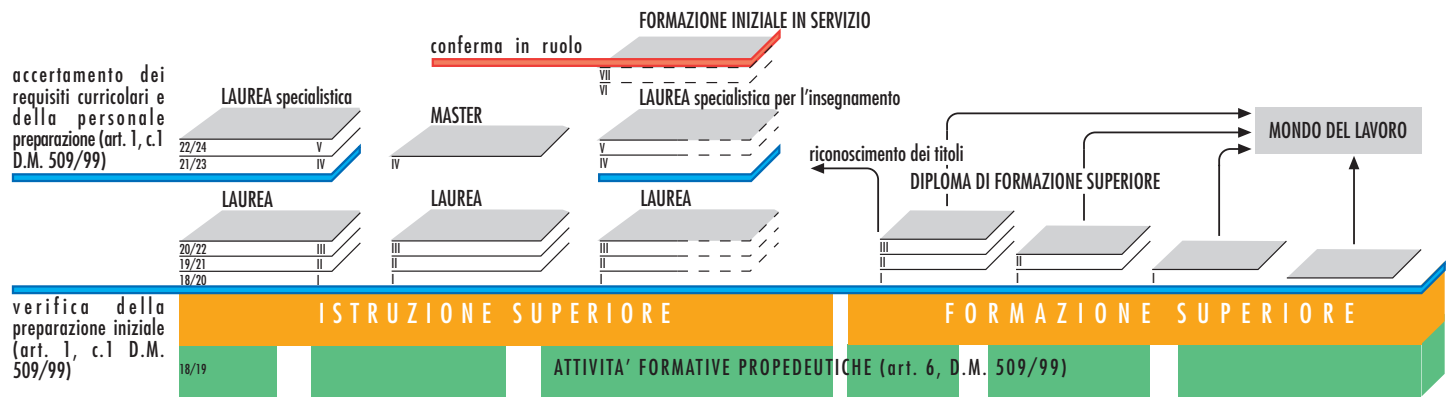 FORMAZIONE INIZIALE IN SERVIZIO
conferma in ruolo
VII
VI
accertamento dei
requisiti curricolari e
della personale
preparazione (art. 1, c.1
D.M. 509/99)
LAUREA specialistica
22/24 V
21/23 IV
MASTER
IV
LAUREA specialistica per l'insegnamento
V
IV
riconoscimento dei titoli
DIPLOMA DI FORMAZIONE SUPERIORE
MONDO DEL LAVORO
LAUREA
20/22 III
19/21 II
18/20 I
LAUREA
III
II
I
LAUREA
III
II
I
III
II
I
II
I
I
verifica della
preparazione iniziale
(art. 1, c.1 D.M.
509/99)
ISTRUZIONE SUPERIORE
FORMAZIONE SUPERIORE
18/19
ATTIVITA' FORMATIVE PROPEDEUTICHE (art. 6, D.M. 509/99)